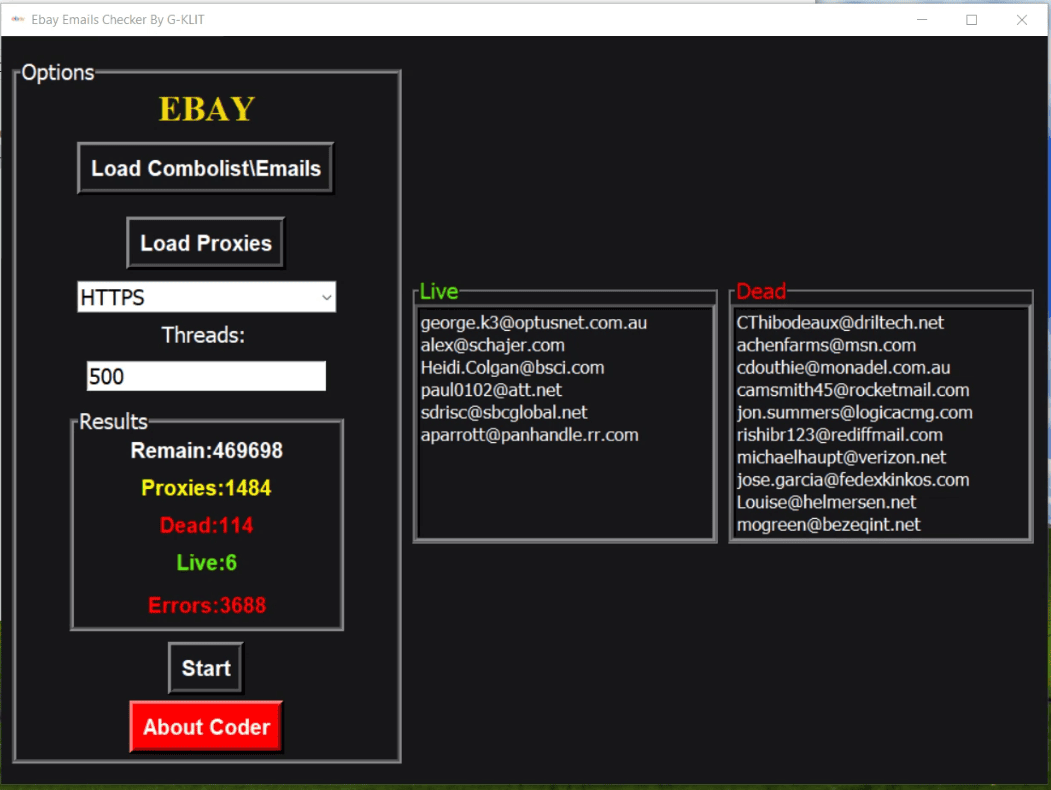 Ebay Emails Checker By G-KLIT
Options
EBAY
Load Combolist\Emails
Load Proxies
HTTPS
Threads:
500
Results
Remain:469698
Proxies:1484
Dead:114
Live:6
Errors:3688
Start
About Coder
Live
george.k3@optusnet.com.au
alex@schajer.com
Heidi.Colgan@bsci.com
paul0102@att.net
sdrisc@sbcglobal.net
aparrott@panhandle.rr.com
Dead
CThibodeaux@driltech.net
achenfarms@msn.com
cdouthie@monadel.com.au
camsmith45@rocketmail.com
jon.summers@logicacmg.com
rishibr123@rediffmail.com
michaelhaupt@verizon.net
jose.garcia@fedexkinkos.com
Louise@helmersen.net
mogreen@bezeqint.net